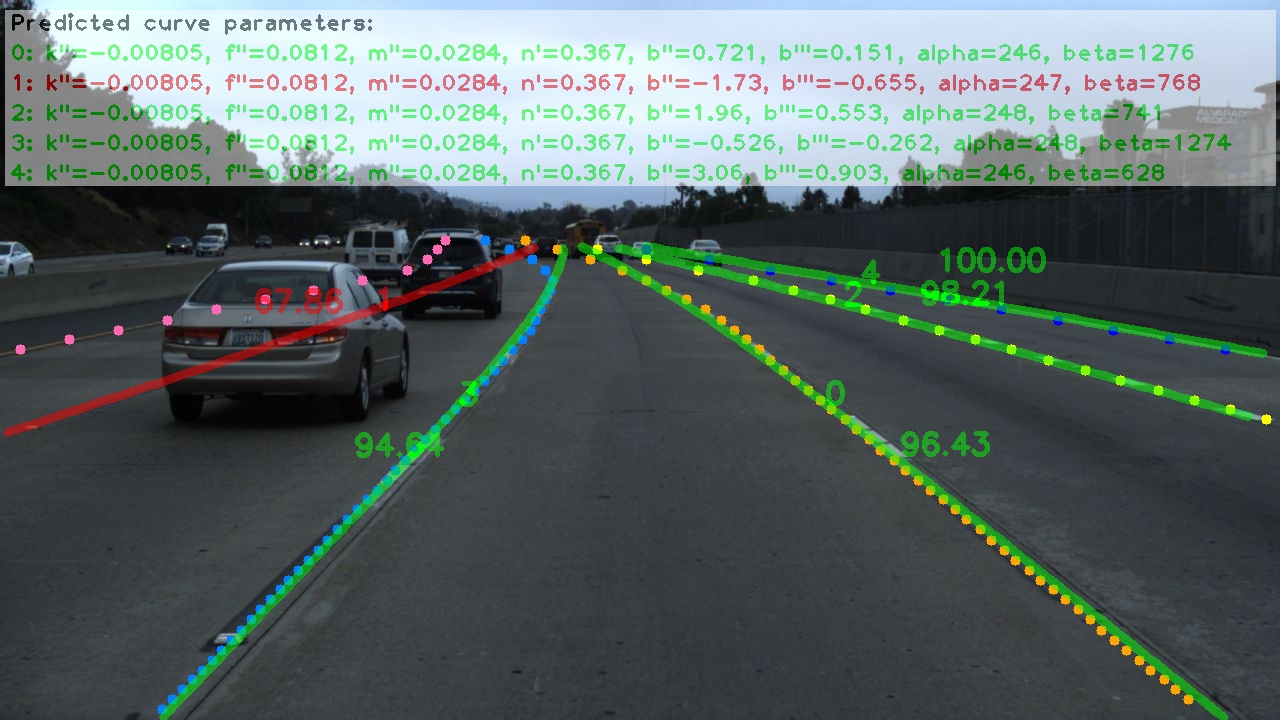 Predicted curve parameters:
0: k''=-0.00805, f''=0.0812, m''=0.0284, n'=0.367, b''=0.721, b'''=0.151, alpha=246, beta=1276
1: k''=-0.00805, f''=0.0812, m''=0.0284, n'=0.367, b''=-1.73, b'''=-0.655, alpha=247, beta=768
2: k''=-0.00805, f''=0.0812, m''=0.0284, n'=0.367, b''=1.96, b'''=0.553, alpha=248, beta=741
ALVARADO
MEDICAL
3: k''=-0.00805, f''=0.0812, m''=0.0284, n'=0.367, b''=-0.526, b'''=-0.262, alpha=248, beta=1274
4: k''=-0.00805, f''=0.0812, m''=0.0284, n'=0.367, b''=3.06, b'''=0.903, alpha=246, beta=628
100.00
4
2
98.21
67.86
1
3
0
94.64
96.43